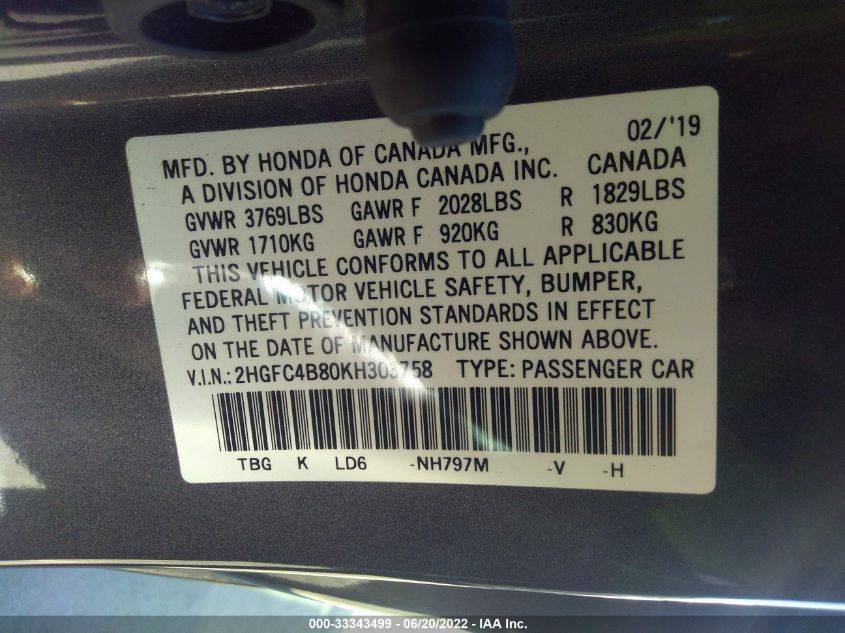 02/'19
MFD. BY HONDA OF CANADA MFG.,
A DIVISION OF HONDA CANADA INC. CANADA
GVWR 3769LBS GAWR F 2028LBS R 1829LBS
GVWR 1710KG GAWR F 920KG R 830KG
THIS VEHICLE CONFORMS TO ALL APPLICABLE
FEDERAL MOTOR VEHICLE SAFETY, BUMPER,
AND THEFT PREVENTION STANDARDS IN EFFECT
ON THE DATE OF MANUFACTURE SHOWN ABOVE.
V.I.N.: TYPE: PASSENGER CAR
TBG K LD6 -NH797M -V -H
000-33343499 - 06/20/2022 - IAA Inc.